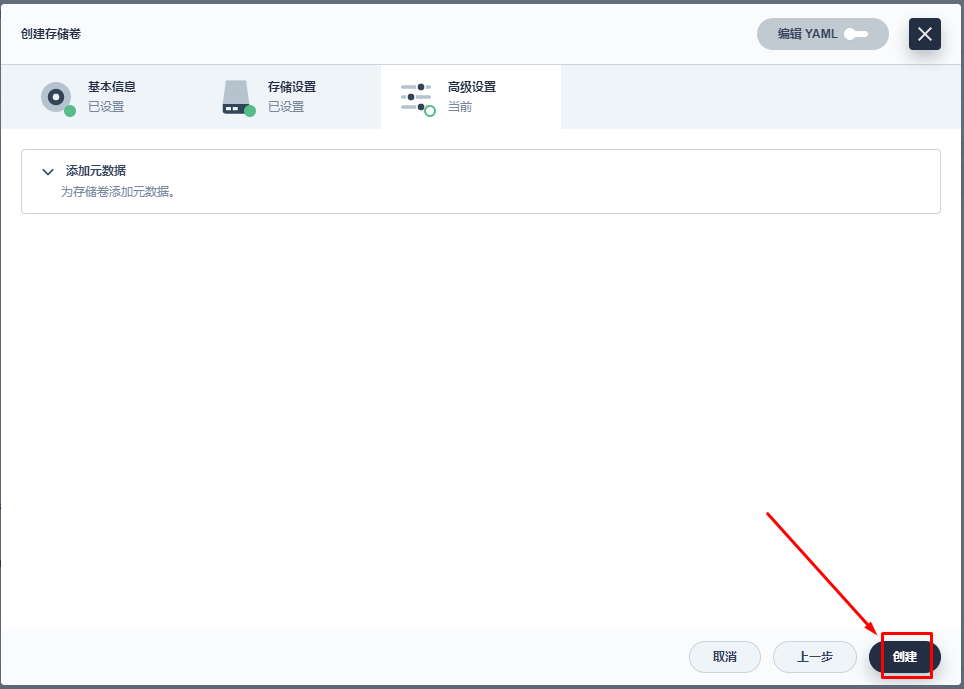 创建存储卷
编辑 YAML
基本信息
已设置
存储设置
已设置
高级设置
当前
添加元数据
为存储卷添加元数据。
取消
上一步
创建